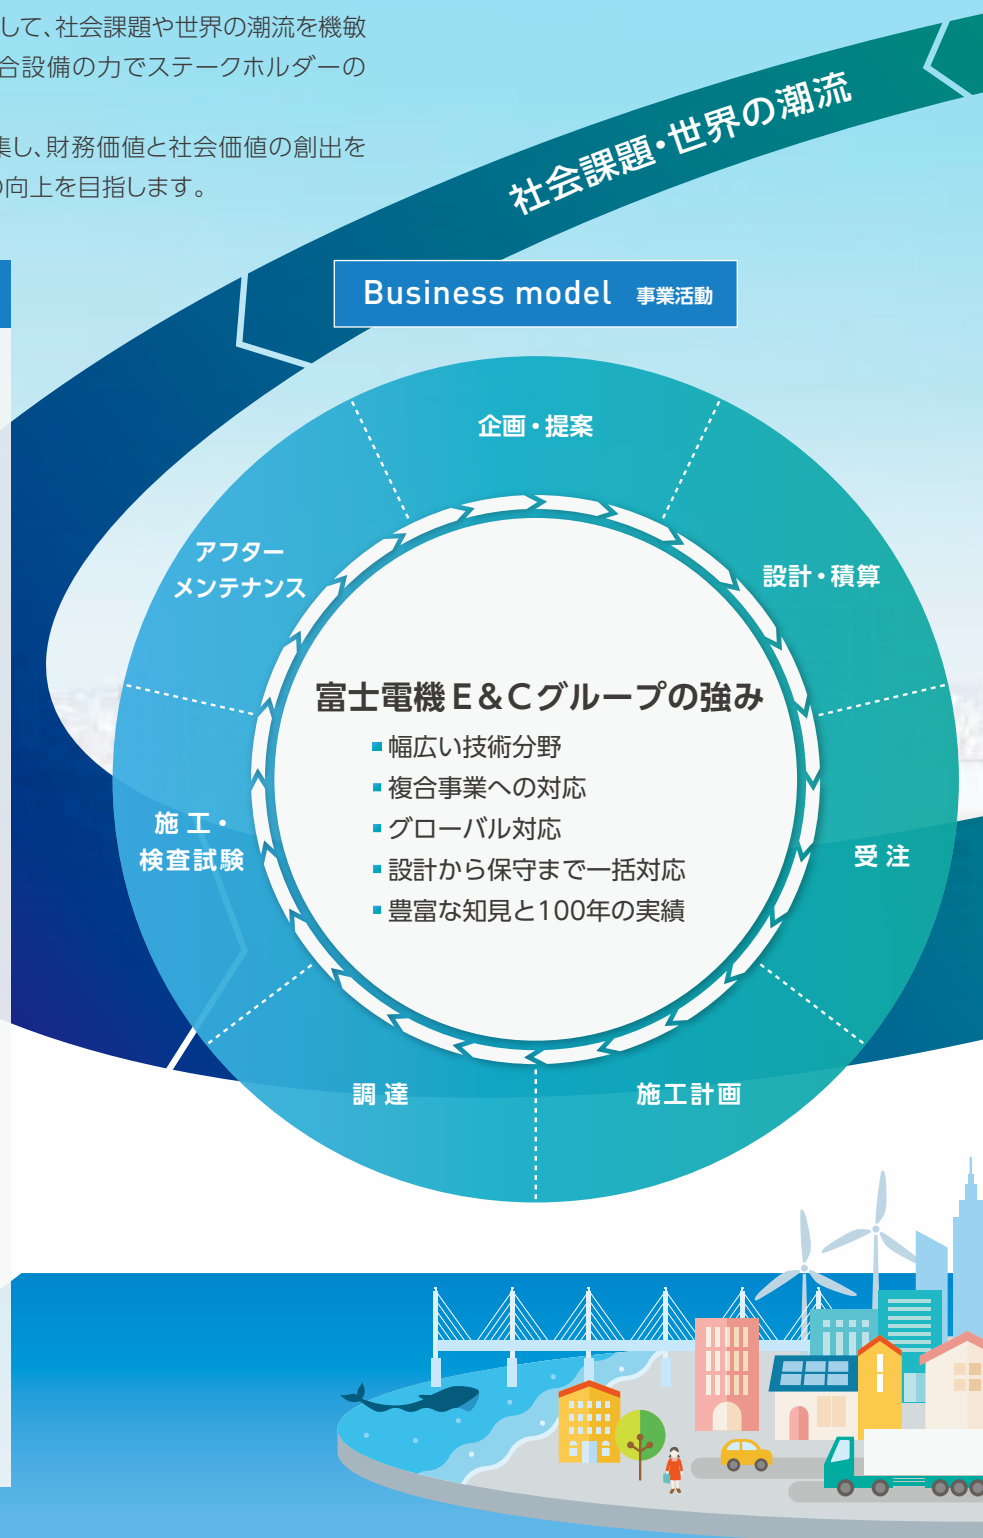 して、社会課題や世界の潮流を機敏
合設備の力でステークホルダーの
集し、財務価値と社会価値の創出を
の向上を目指します。
社会課題・世界の潮流
Business model 事業活動
企画・提案
設計・積算
受注
施工計画
調達
施工・
検査試験
アフター
メンテナンス
富士電機E&Cグループの強み
■幅広い技術分野
■複合事業への対応
■グローバル対応
■設計から保守まで一括対応
■豊富な知見と100年の実績